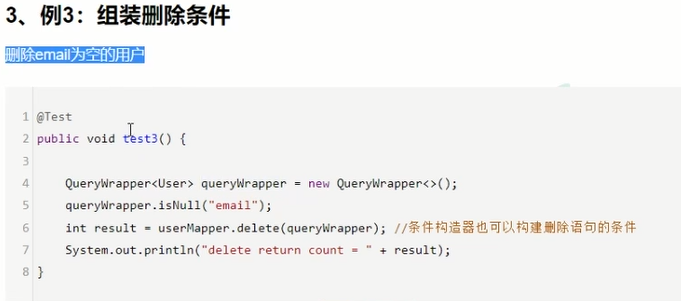 3、例3：组装删除条件
删除email为空的用户
1 @Test
2 public void test3() {
3
4 QueryWrapper<User> queryWrapper = new QueryWrapper<>();
5 queryWrapper.isNull("email");
6 int result = userMapper.delete(queryWrapper); //条件构造器也可以构建删除语句的条件
7 System.out.println("delete return count = " + result);
8 }